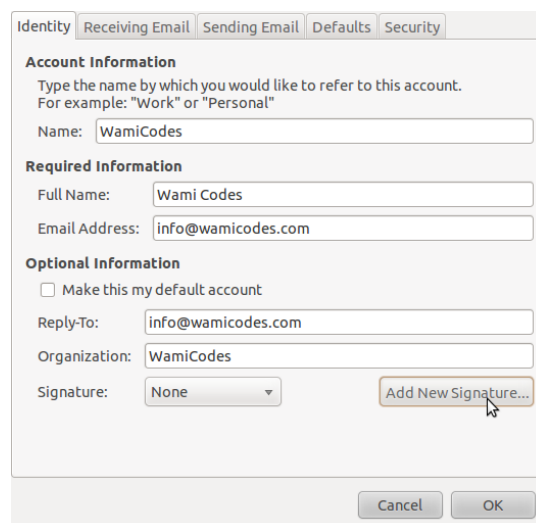 Identity Receiving Email Sending Email Defaults Security
Account Information
Type the name by which you would like to refer to this account.
For example: "Work" or "Personal"
Name: WamiCodes
Required Information
Full Name: Wami Codes
Email Address: info@wamicodes.com
Optional Information
Make this my default account
Reply-To: info@wamicodes.com
Organization: WamiCodes
Signature: None Add New Signature...
Cancel OK